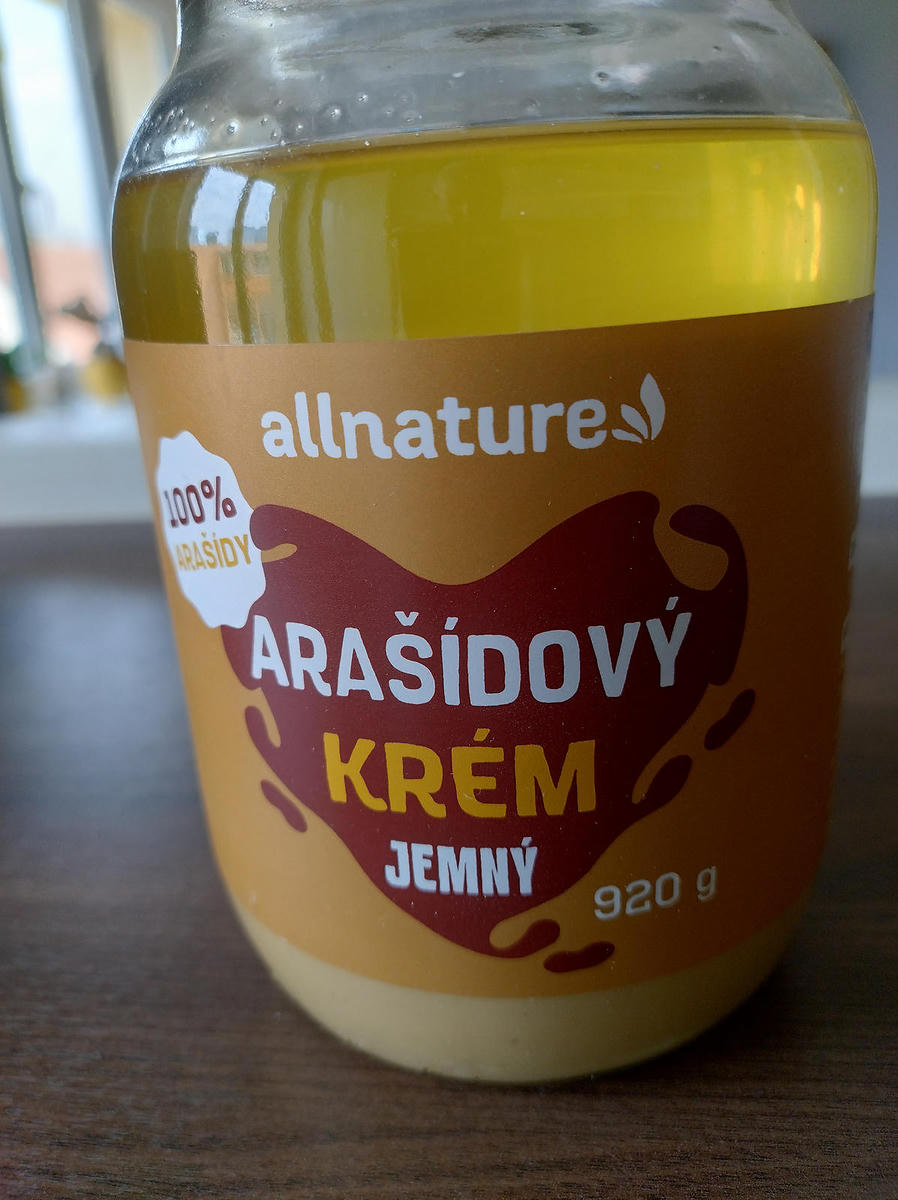 allnature
100%
ARAŠÍDY
ARAŠÍDOVÝ
KRÉM
JEMNÝ
920 g